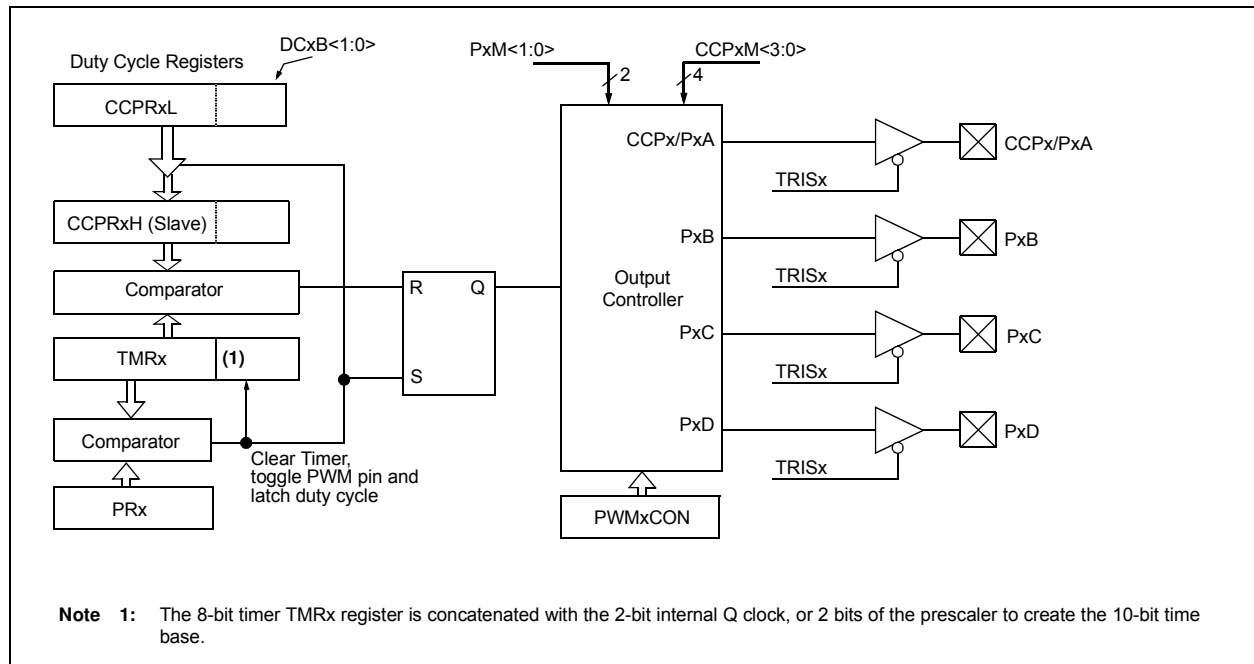 DCxB<1:0>
Duty Cycle Registers
CCPRxL
CCPRxH (Slave)
Comparator
TMRx
(1)
Comparator
PRx
Clear Timer,
toggle PWM pin and
latch duty cycle
R
Q
S
PxM<1:0>
2
CCPxM<3:0>
4
Output
Controller
CCPx/PxA
PxB
PxC
PxD
PWMxCON
TRISx
CCPx/PxA
TRISx
PxB
TRISx
PxC
TRISx
PxD
Note 1: The 8-bit timer TMRx register is concatenated with the 2-bit internal Q clock, or 2 bits of the prescaler to create the 10-bit time
base.